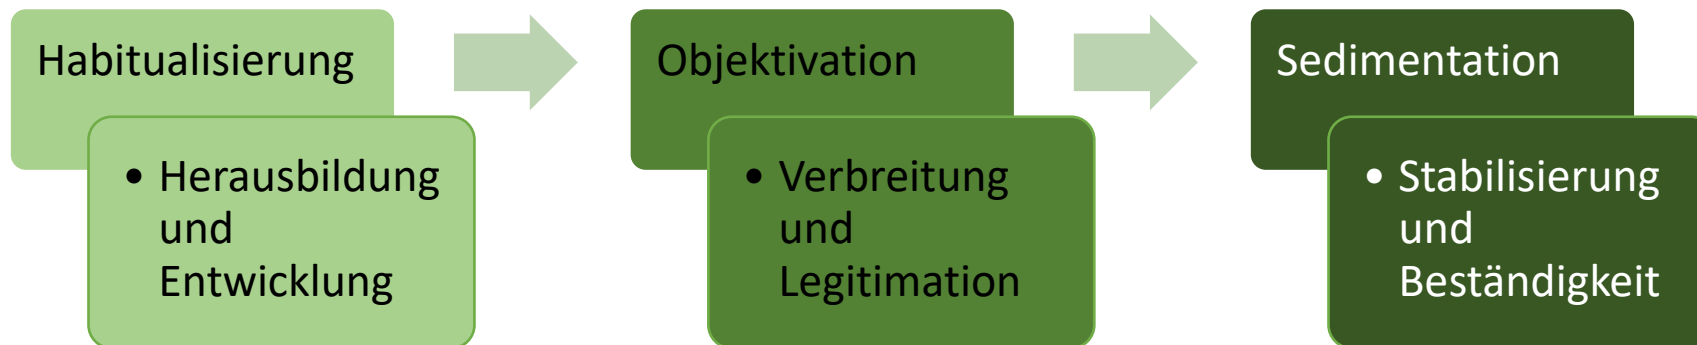 Habitualisierung
• Herausbildung
und
Entwicklung
Objektivation
• Verbreitung
und
Legitimation
Sedimentation
• Stabilisierung
und
Beständigkeit